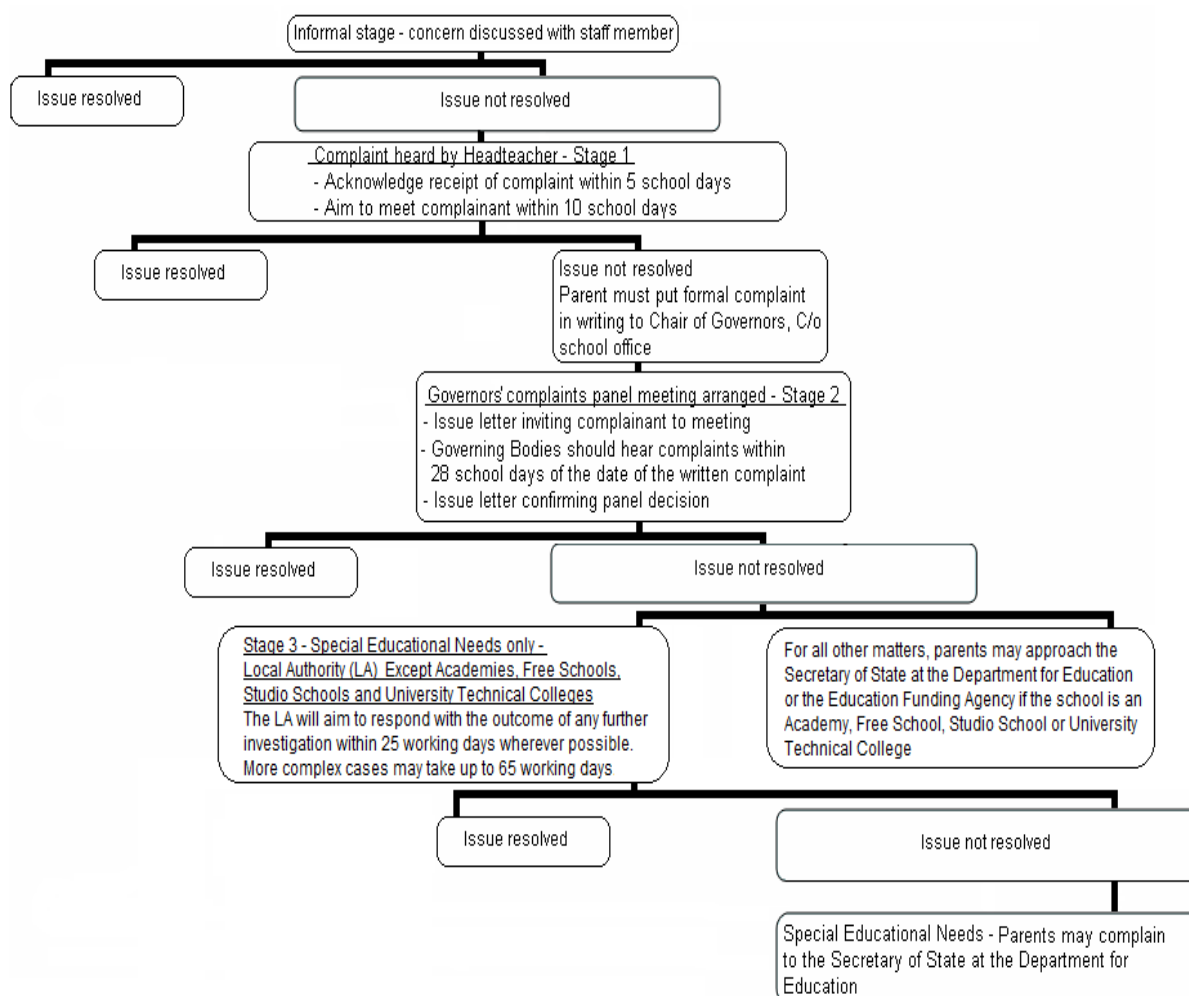 Informal stage - concern discussed with staff member
Issue resolved
Issue not resolved
Complaint heard by Headteacher - Stage 1
- Acknowledge receipt of complaint within 5 school days
- Aim to meet complainant within 10 school days
Issue resolved
Issue not resolved
Parent must put formal complaint
in writing to Chair of Governors, C/o
school office
Governors' complaints panel meeting arranged - Stage 2
- Issue letter inviting complainant to meeting
- Governing Bodies should hear complaints within
28 school days of the date of the written complaint
- Issue letter confirming panel decision
Issue resolved
Issue not resolved
Stage 3 - Special Educational Needs only -
Local Authority (LA) Except Academies, Free Schools,
Studio Schools and University Technical Colleges
The LA will aim to respond with the outcome of any further
investigation within 25 working days wherever possible.
More complex cases may take up to 65 working days
For all other matters, parents may approach the
Secretary of State at the Department for Education
or the Education Funding Agency if the school is an
Academy, Free School, Studio School or University
Technical College
Issue resolved
Issue not resolved
Special Educational Needs - Parents may complain
to the Secretary of State at the Department for
Education